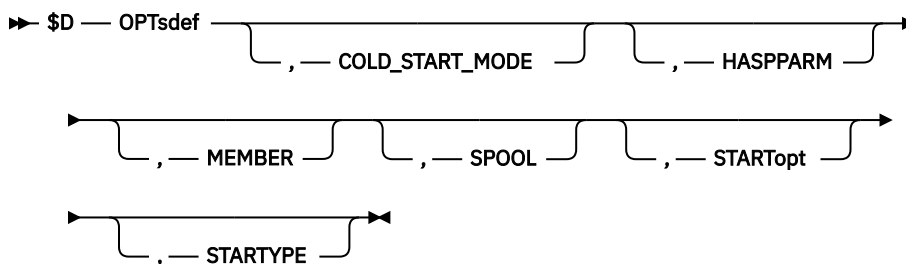 $D OPTsdef
, COLD_START_MODE , HASPPARM
, MEMBER , SPOOL , STARTopt
, STARTYPE